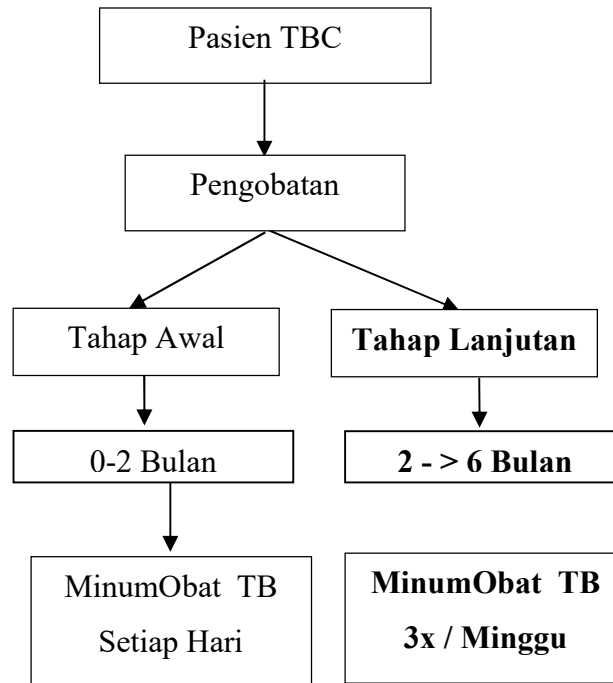 Pasien TBC
Pengobatan
Tahap Awal
Tahap Lanjutan
0-2 Bulan
2 - > 6 Bulan
MinumObat TB
Setiap Hari
MinumObat TB
3x / Minggu